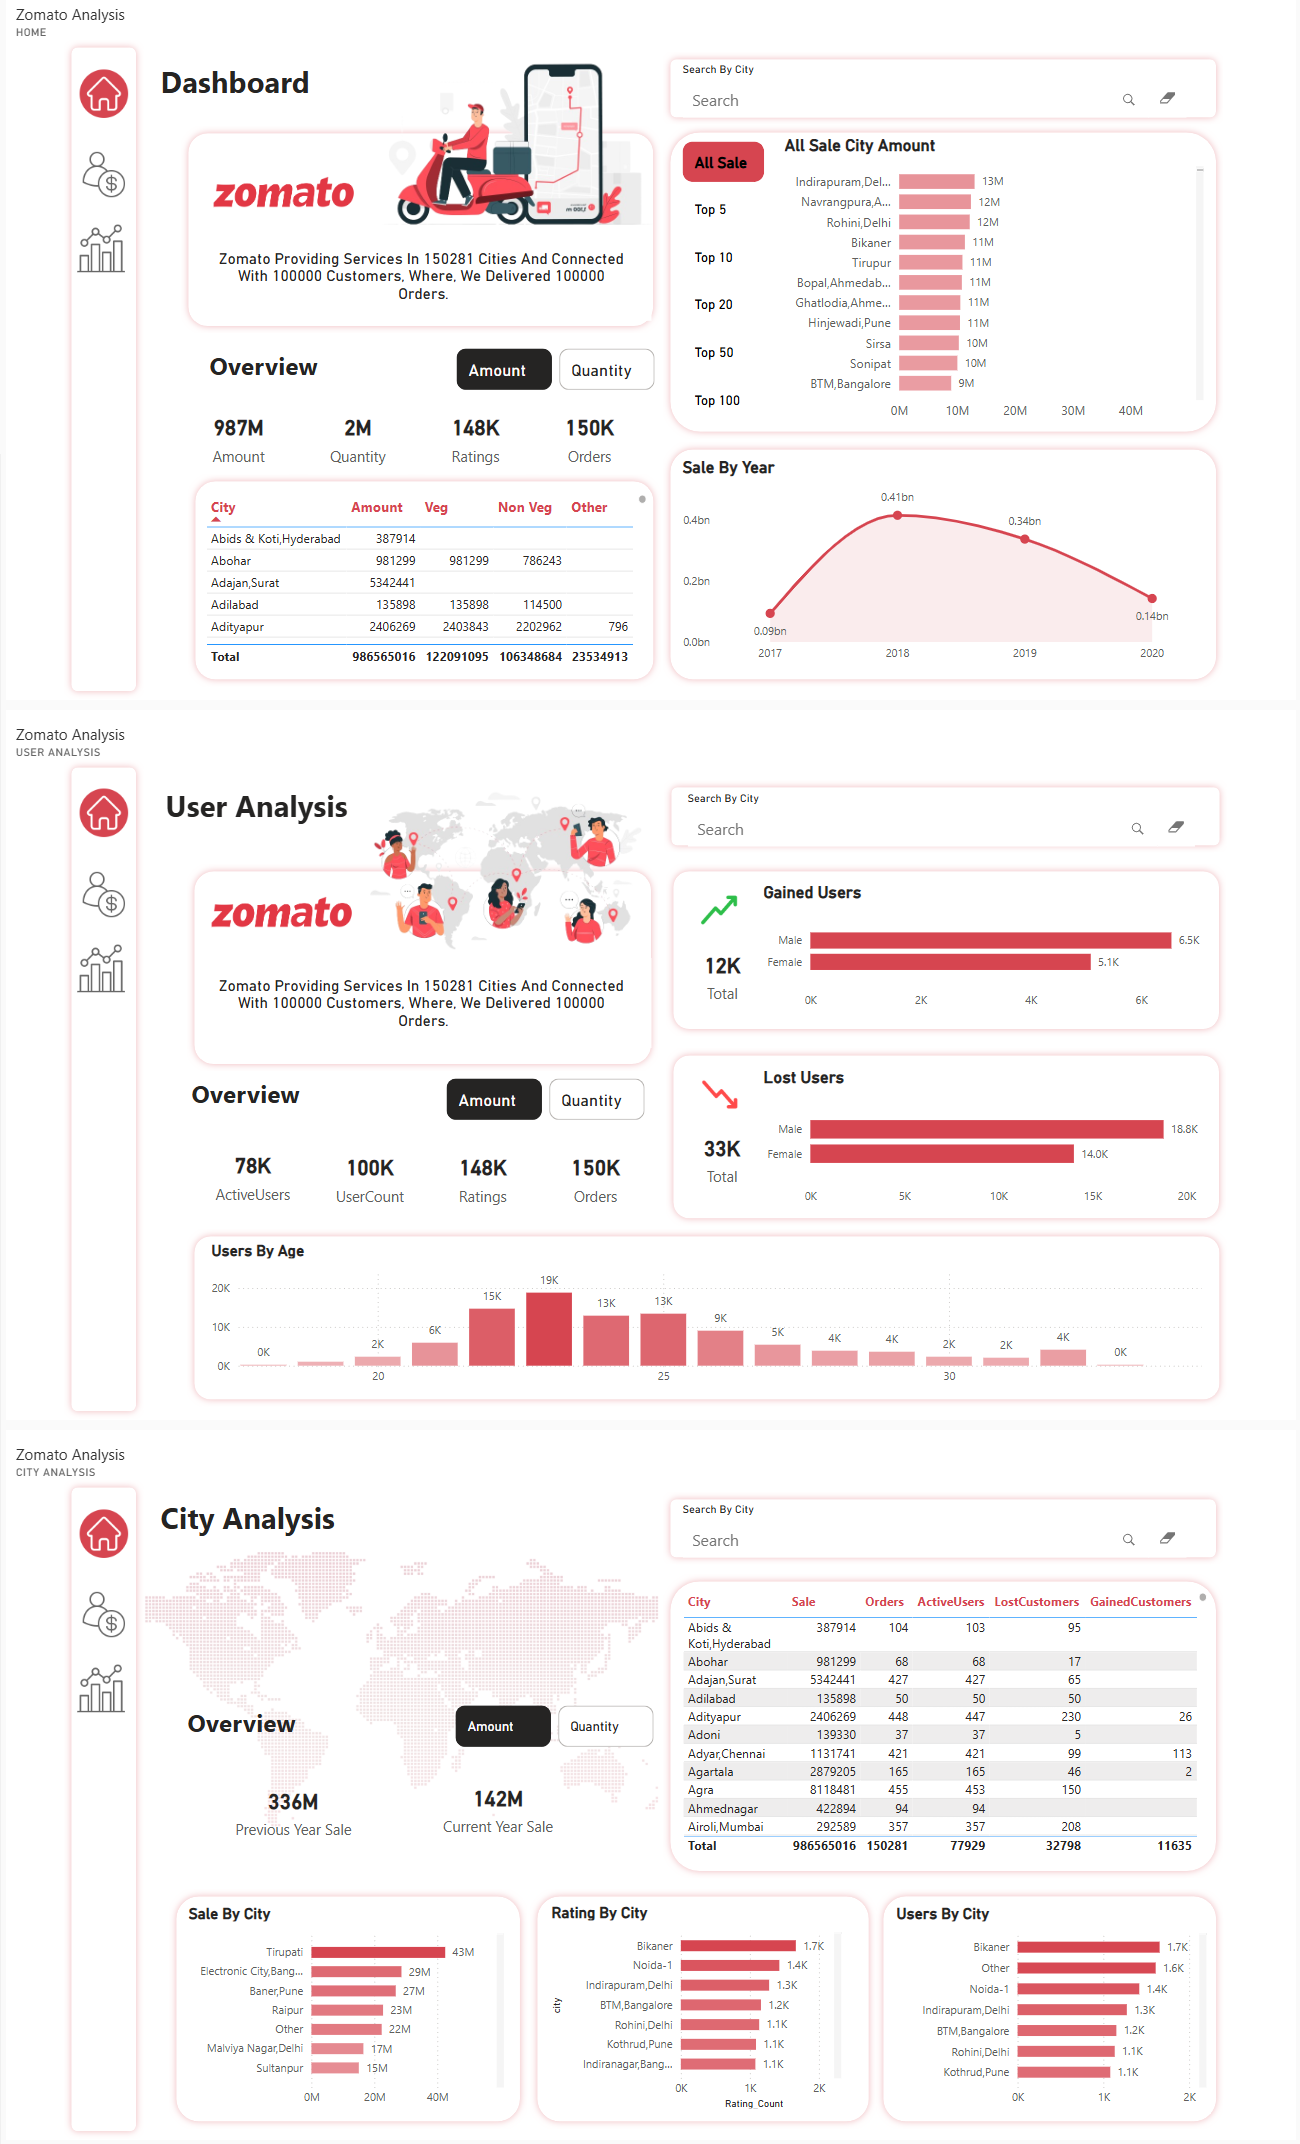 Zomato Analysis
HOME
Dashboard
zomato
Zomato Providing Services In 150281 Cities And Connected
With 100000 Customers, Where, We Delivered 100000
Orders.
Search By City
Search
All Sale
Top 5
Top 10
Top 20
Top 50
Top 100
All Sale City Amount
Indirapuram,Del... 13M
Navrangpura,A... 12M
Rohini,Delhi 12M
Bikaner 11M
Tirupur 11M
Bopal,Ahmedab... 11M
Ghatlodia,Ahme... 11M
Hinjewadi,Pune 11M
Sirsa 10M
Sonipat 10M
BTM,Bangalore 9M
0M 10M 20M 30M 40M
Overview
Amount Quantity
987M 2M 148K 150K
Amount Quantity Ratings Orders
City Amount Veg Non Veg Other
Abids & Koti,Hyderabad 387914
Abohar 981299 981299 786243
Adajan,Surat 5342441
Adilabad 135898 135898 114500
Adityapur 2406269 2403843 2202962 796
Total 986565016 122091095 106348684 23534913
Sale By Year
0.41bn
0.34bn
0.4bn
0.2bn
0.14bn
0.09bn
0.0bn
2017 2018 2019 2020
Zomato Analysis
USER ANALYSIS
User Analysis
zomato
Zomato Providing Services In 150281 Cities And Connected
With 100000 Customers, Where, We Delivered 100000
Orders.
Search By City
Search
Gained Users
12K
Total
Male 6.5K
Female 5.1K
0K 2K 4K 6K
Lost Users
33K
Total
Male 18.8K
Female 14.0K
0K 5K 10K 15K 20K
Overview
Amount Quantity
78K 100K 148K 150K
ActiveUsers UserCount Ratings Orders
Users By Age
20K
10K
0K
0K 2K 6K 15K 19K 13K 13K 9K 5K 4K 4K 2K 2K 4K 0K
20 25 30
Zomato Analysis
CITY ANALYSIS
City Analysis
Search By City
Search
Overview
Amount Quantity
336M 142M
Previous Year Sale Current Year Sale
City Sale Orders ActiveUsers LostCustomers GainedCustomers
Abids &
Koti,Hyderabad 387914 104 103 95
Abohar 981299 68 68 17
Adajan,Surat 5342441 427 427 65
Adilabad 135898 50 50 50
Adityapur 2406269 448 447 230 26
Adoni 139330 37 37 5
Adyar,Chennai 1131741 421 421 99 113
Agartala 2879205 165 165 46 2
Agra 8118481 455 453 150
Ahmednagar 422894 94 94
Airoli,Mumbai 292589 357 357 208
Total 986565016 150281 77929 32798 11635
Sale By City
Tirupati 43M
Electronic City,Bang... 29M
Baner,Pune 27M
Raipur 23M
Other 22M
Malviya Nagar,Delhi 17M
Sultanpur 15M
0M 20M 40M
Rating By City
city
Bikaner 1.7K
Noida-1 1.4K
Indirapuram,Delhi 1.3K
BTM,Bangalore 1.2K
Rohini,Delhi 1.1K
Kothrud,Pune 1.1K
Indiranagar,Bang... 1.1K
0K 1K 2K
Rating_Count
Users By City
Bikaner 1.7K
Other 1.6K
Noida-1 1.4K
Indirapuram,Delhi 1.3K
BTM,Bangalore 1.2K
Rohini,Delhi 1.1K
Kothrud,Pune 1.1K
0K 1K 2K